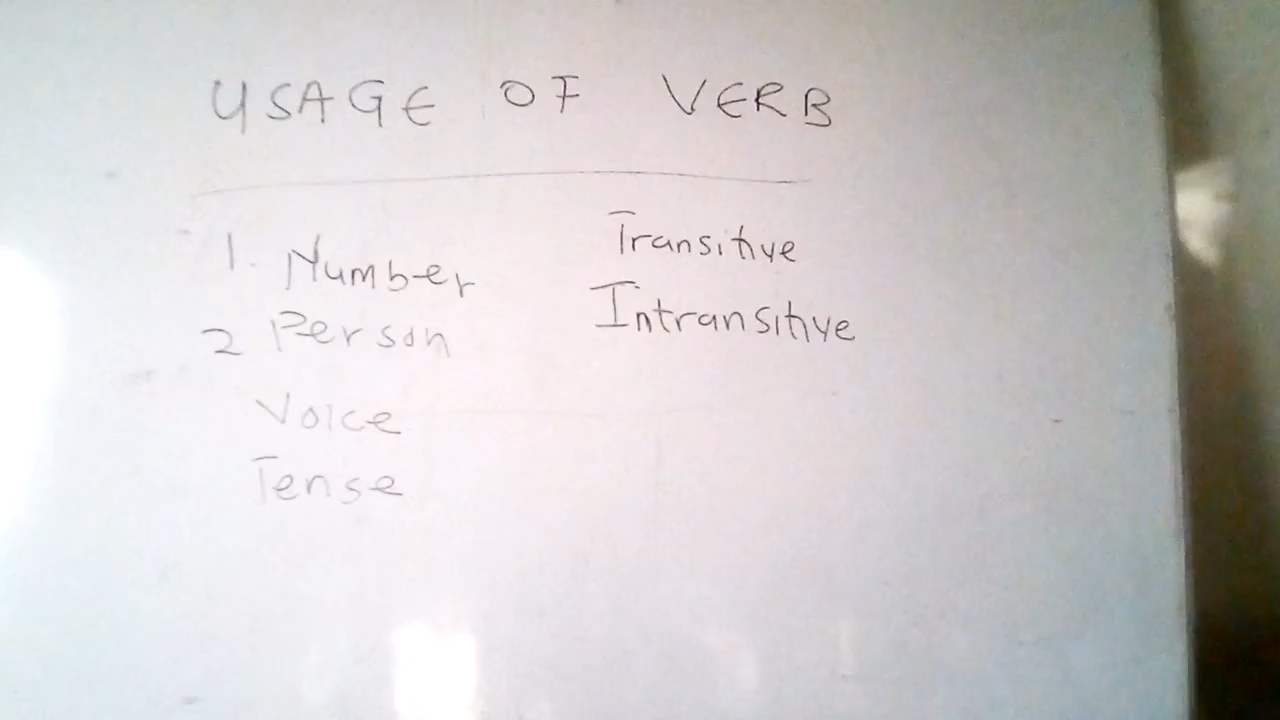 USAGE OF VERB
1. Number
2 Person
Voice
Tense
Transitive
Intransitive